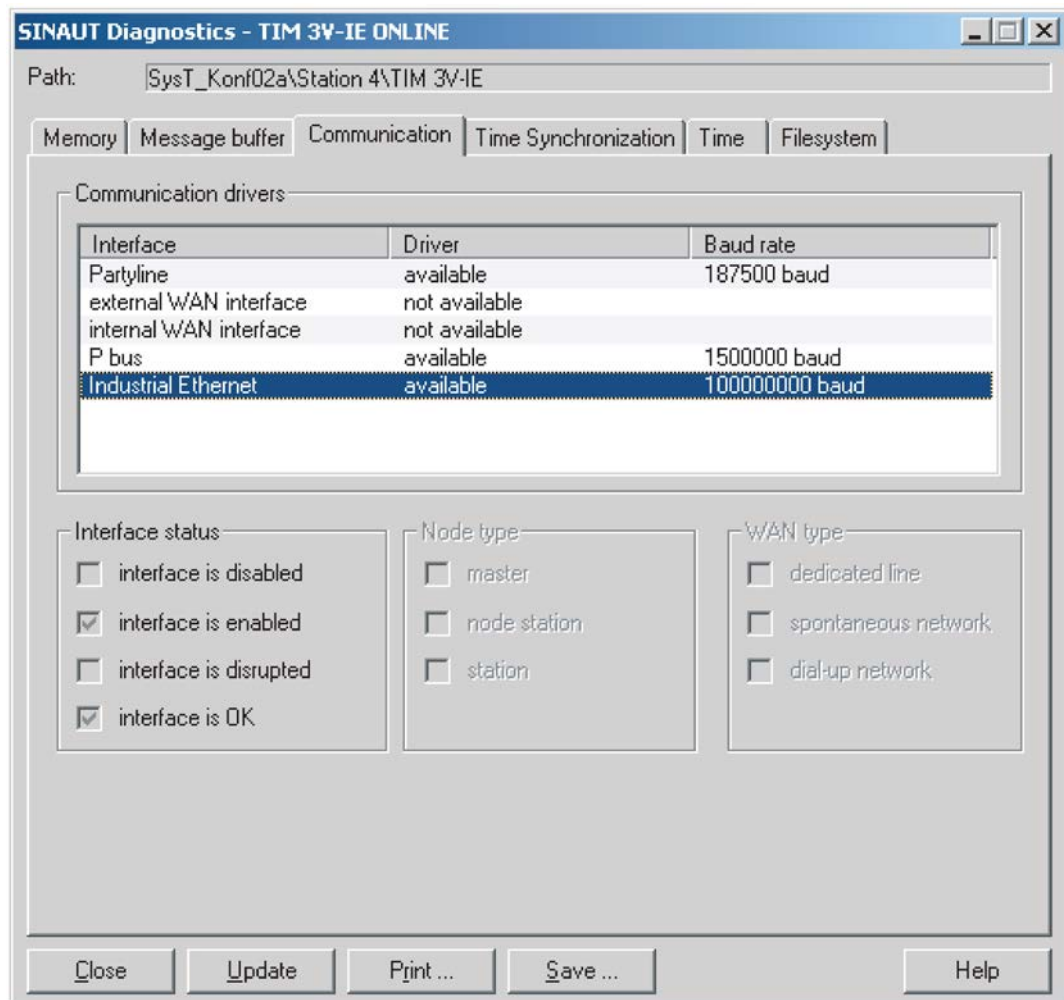 SINAUT Diagnostics - TIM 3V-IE ONLINE
Path: SysT_Konf02a\Station 4\TIM 3V-IE
Memory Message buffer Communication Time Synchronization Time Filesystem
Communication drivers
Interface Driver Baud rate
Partyline available 187500 baud
external WAN interface not available
internal WAN interface not available
P bus available 1500000 baud
Industrial Ethernet available 100000000 baud
Interface status Node type WAN type
interface is disabled master dedicated line
interface is enabled node station spontaneous network
interface is disrupted station dial-up network
interface is OK
Close Update Print ... Save ... Help